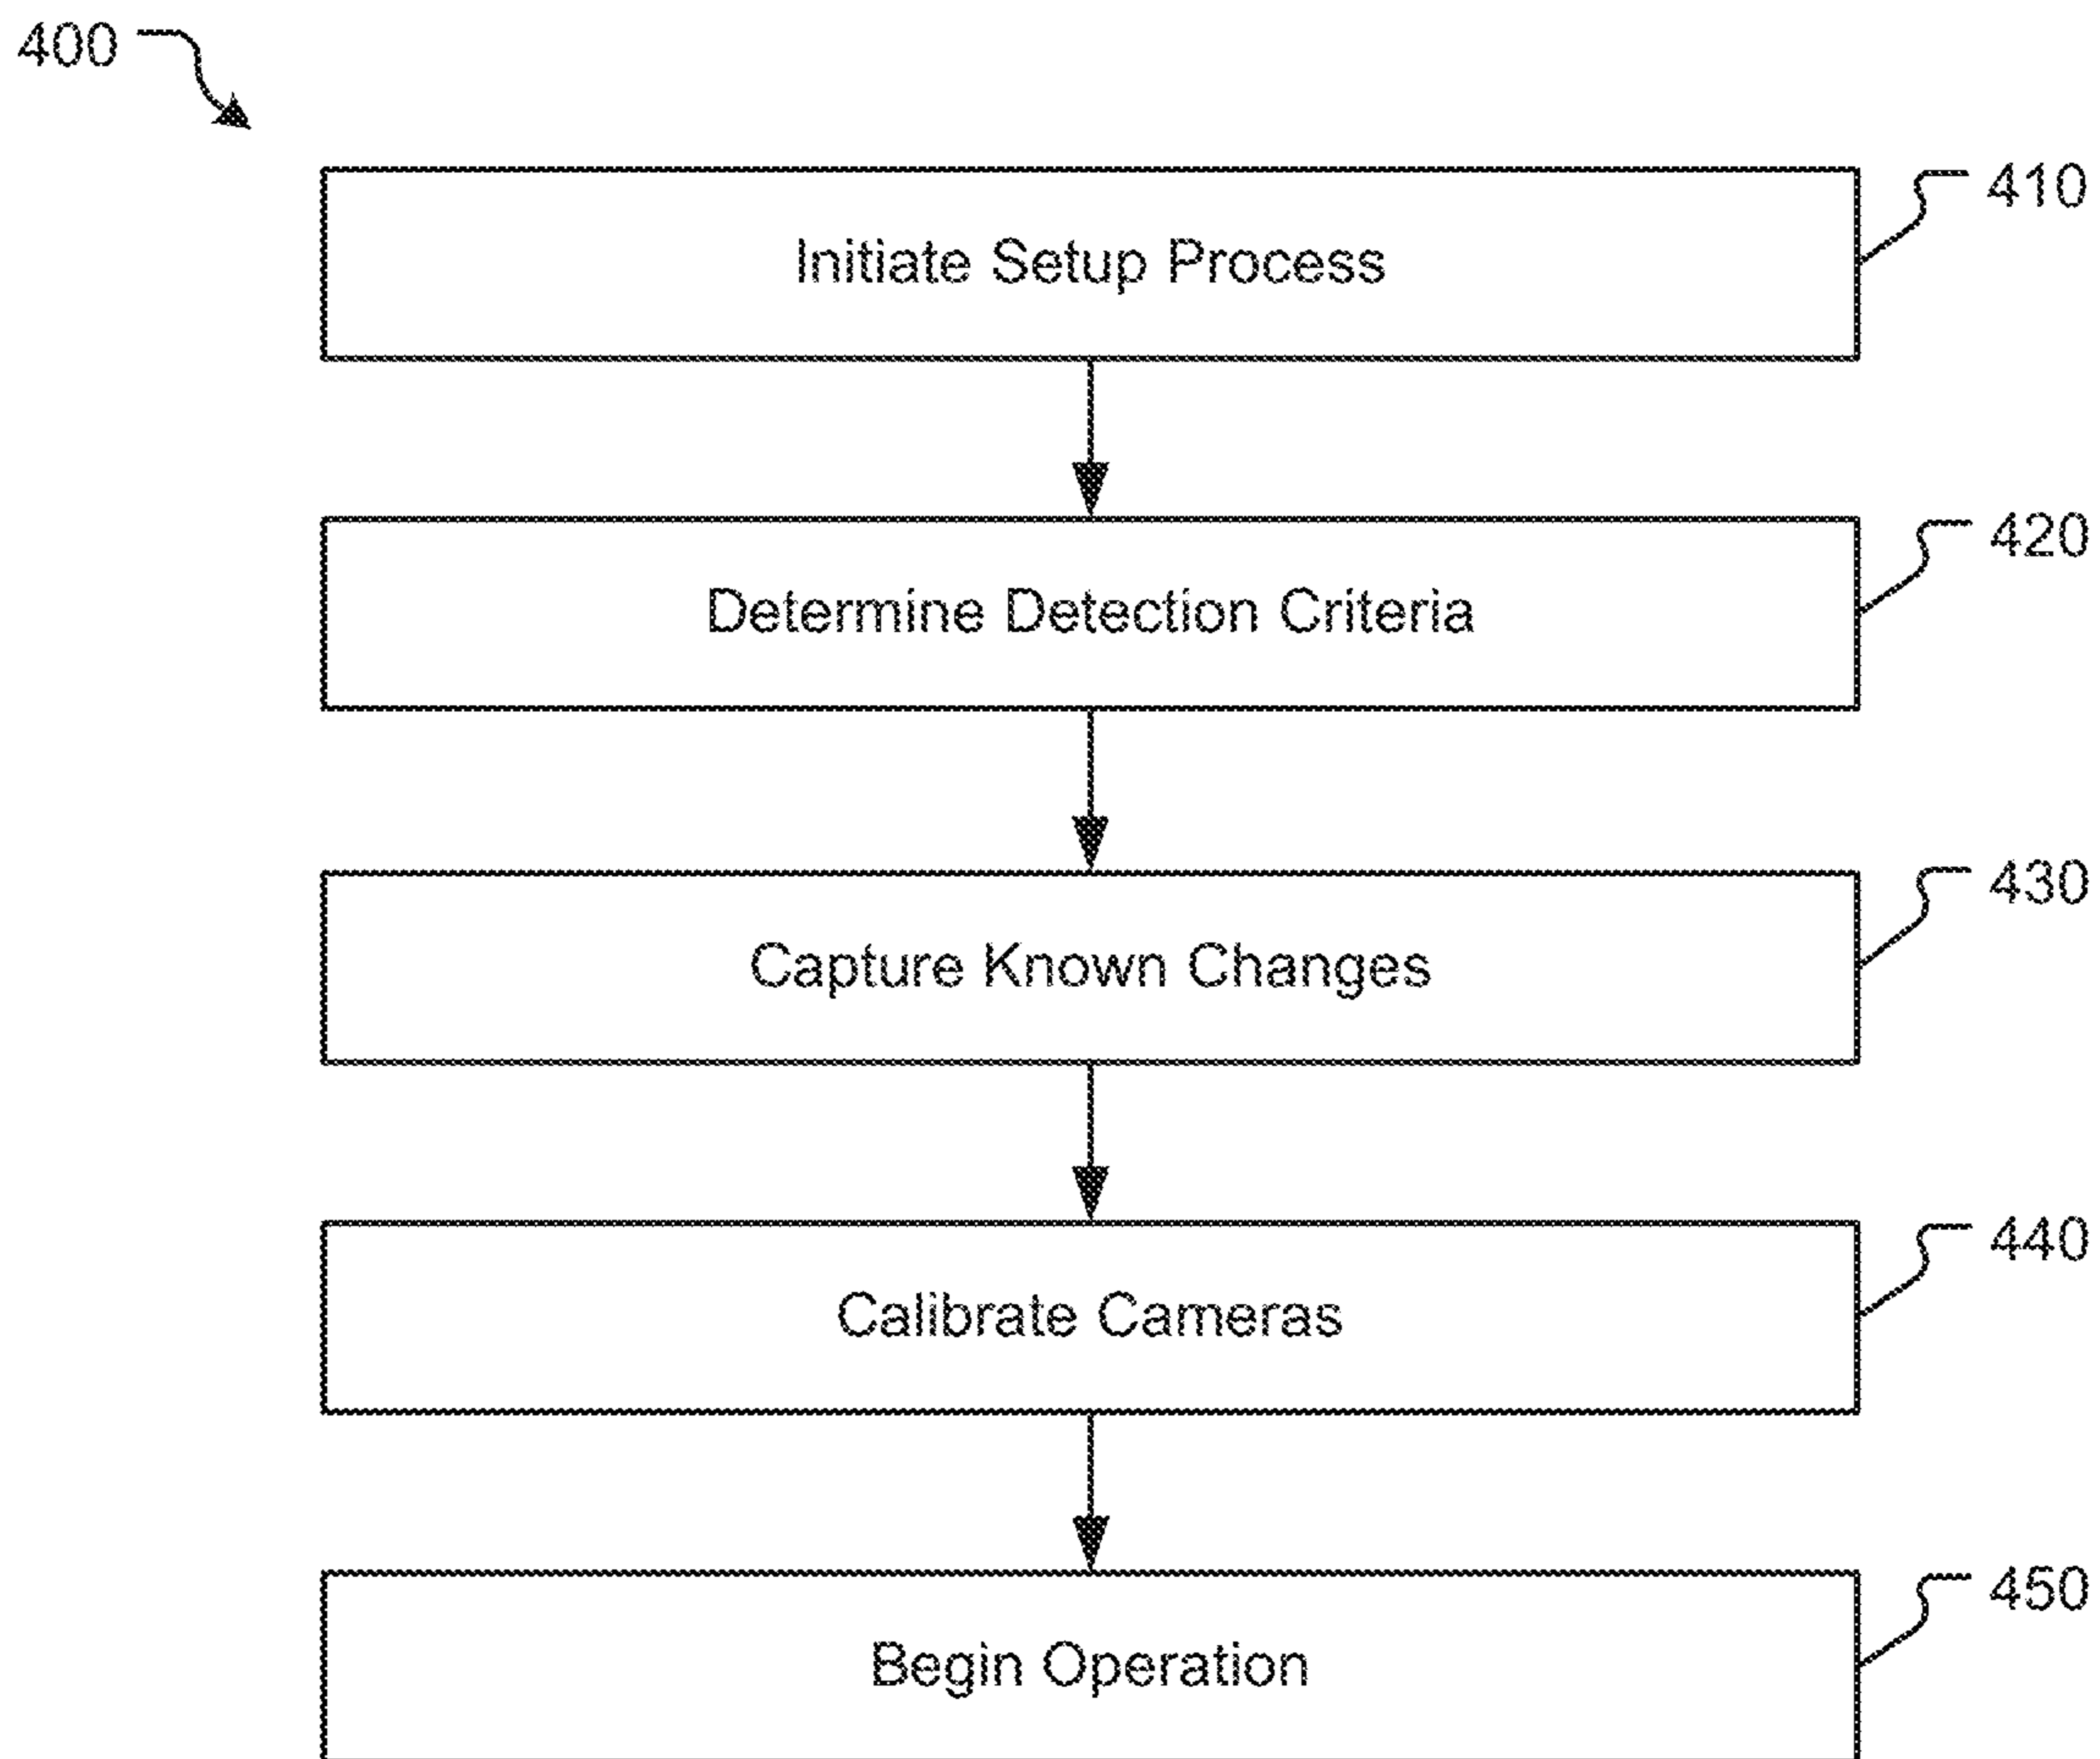 400
410
Initiate Setup Process
420
Determine Detection Criteria
430
Capture Known Changes
440
Calibrate Cameras
450
Begin Operation